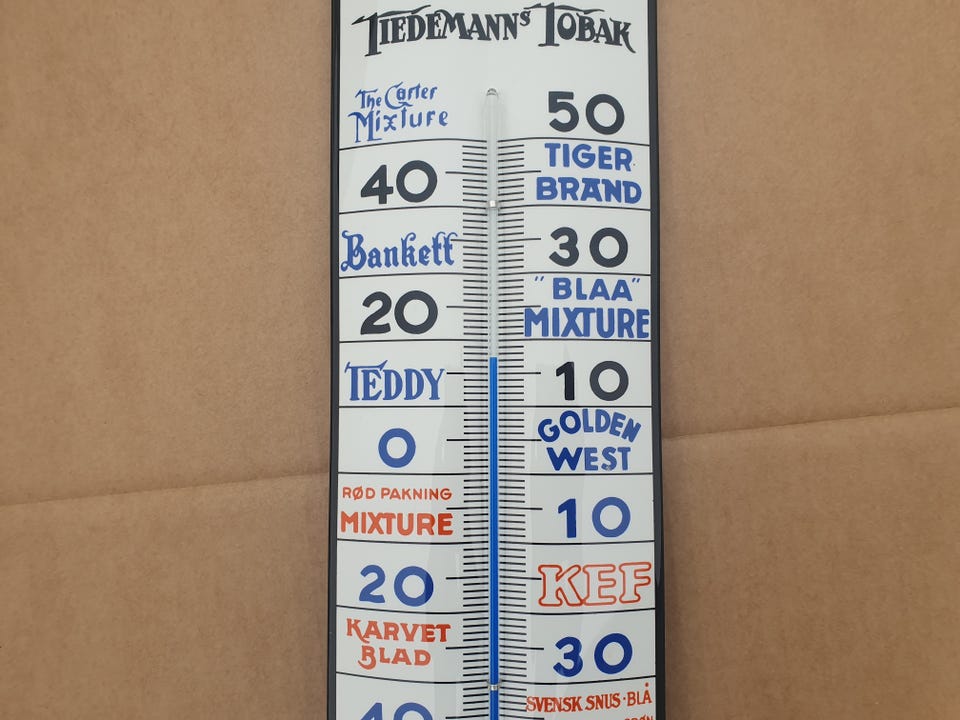 TIEDEMANNS TOBAK
The Carter
Mixture
50
TIGER
BRAND
40
Bankett
30
"BLAA"
MIXTURE
20
TEDDY
10
GOLDEN
WEST
0
RØD PAKNING
MIXTURE
10
KEF
20
KARVET
BLAD
30
SVENSK SNUS·BLÅ
40